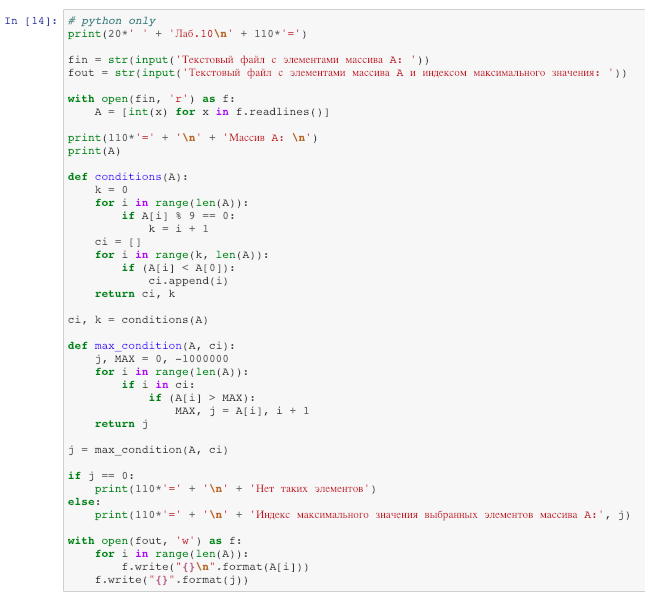 In [14]: # python only
print(20*' ' + 'Лаб.10\n' + 110*'=')
fin = str(input('Текстовый файл с элементами массива A: '))
fout = str(input('Текстовый файл с элементами массива A и индексом максимального значения: '))
with open(fin, 'r') as f:
    A = [int(x) for x in f.readlines()]
print(110*'=' + '\n' + 'Массив A: \n')
print(A)
def conditions(A):
    k = 0
    for i in range(len(A)):
        if A[i] % 9 == 0:
            k = i + 1
    ci = []
    for i in range(k, len(A)):
        if (A[i] < A[0]):
            ci.append(i)
    return ci, k
ci, k = conditions(A)
def max_condition(A, ci):
    j, MAX = 0, -1000000
    for i in range(len(A)):
        if i in ci:
            if (A[i] > MAX):
                MAX, j = A[i], i + 1
    return j
j = max_condition(A, ci)
if j == 0:
    print(110*'=' + '\n' + 'Нет таких элементов')
else:
    print(110*'=' + '\n' + 'Индекс максимального значения выбранных элементов массива A:', j)
with open(fout, 'w') as f:
    for i in range(len(A)):
        f.write("{}\n".format(A[i]))
    f.write("{}".format(j))